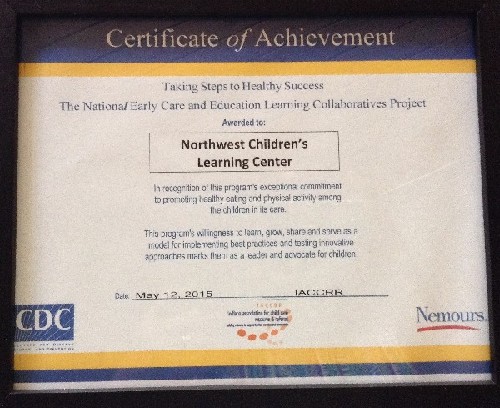 Certificate of Achievement
Taking Steps to Healthy Success
The National Early Care and Education Learning Collaboratives Project
Awarded to:
Northwest Children's
Learning Center
In recognition of this program's exceptional commitment
to promoting healthy eating and physical activity among
the children in its care.
This program's willingness to learn, grow, share and serve as a
model for implementing best practices and testing innovative
approaches marks them as a leader and advocate for children.
Date: May 12, 2015 IACCRR
IACCRR
CDC
Nemours.